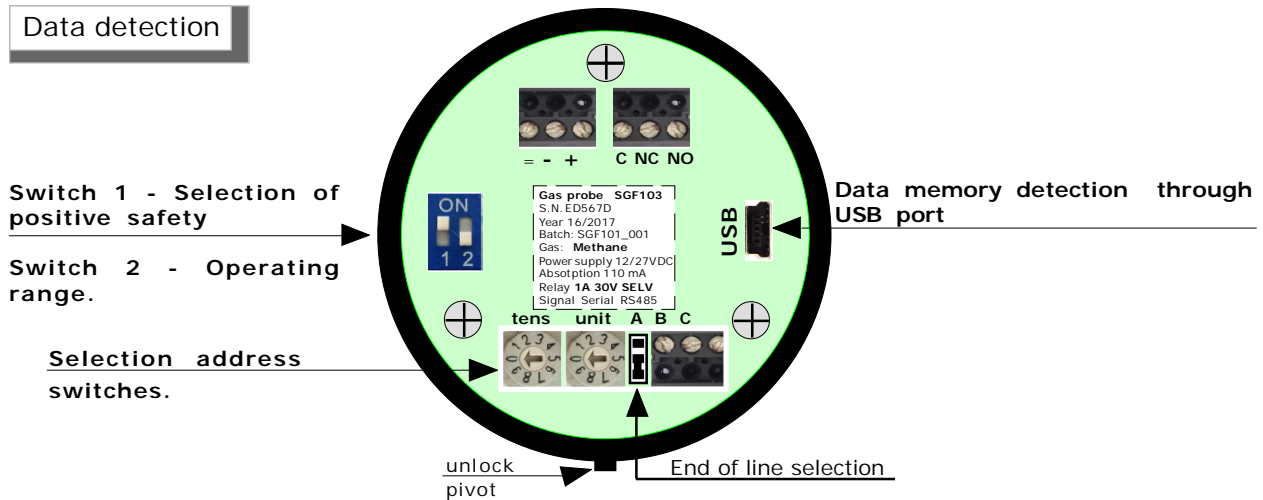 Data detection
= - +
C NC NO
Switch 1 - Selection of
positive safety
Switch 2 - Operating
range.
ON
1 2
Gas probe SGF103
S.N. ED567D
Year 16/2017
Batch: SGF101_001
Gas: Methane
Power supply 12/27VDC
Absotption 110 mA
Relay 1A 30V SELV
Signal Serial RS485
USB
Data memory detection through
USB port
tens unit A B C
Selection address
switches.
unlock
pivot
End of line selection